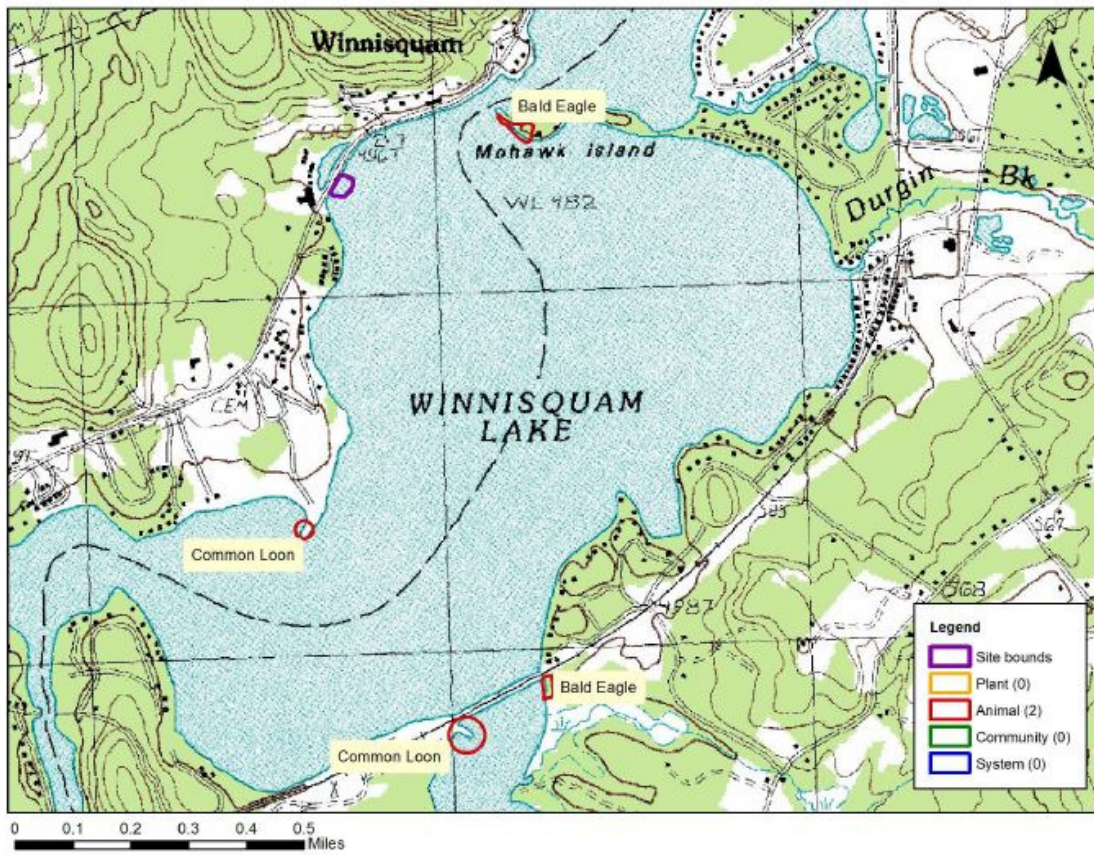 Winnisquam
Bald Eagle
Mohawk island
WL 482
Durgin Bk
WINNISQUAM
LAKE
Common Loon
4987
568
Bald Eagle
Common Loon
Legend
Site bounds
Plant (0)
Animal (2)
Community (0)
System (0)
0 0.1 0.2 0.3 0.4 0.5
Miles